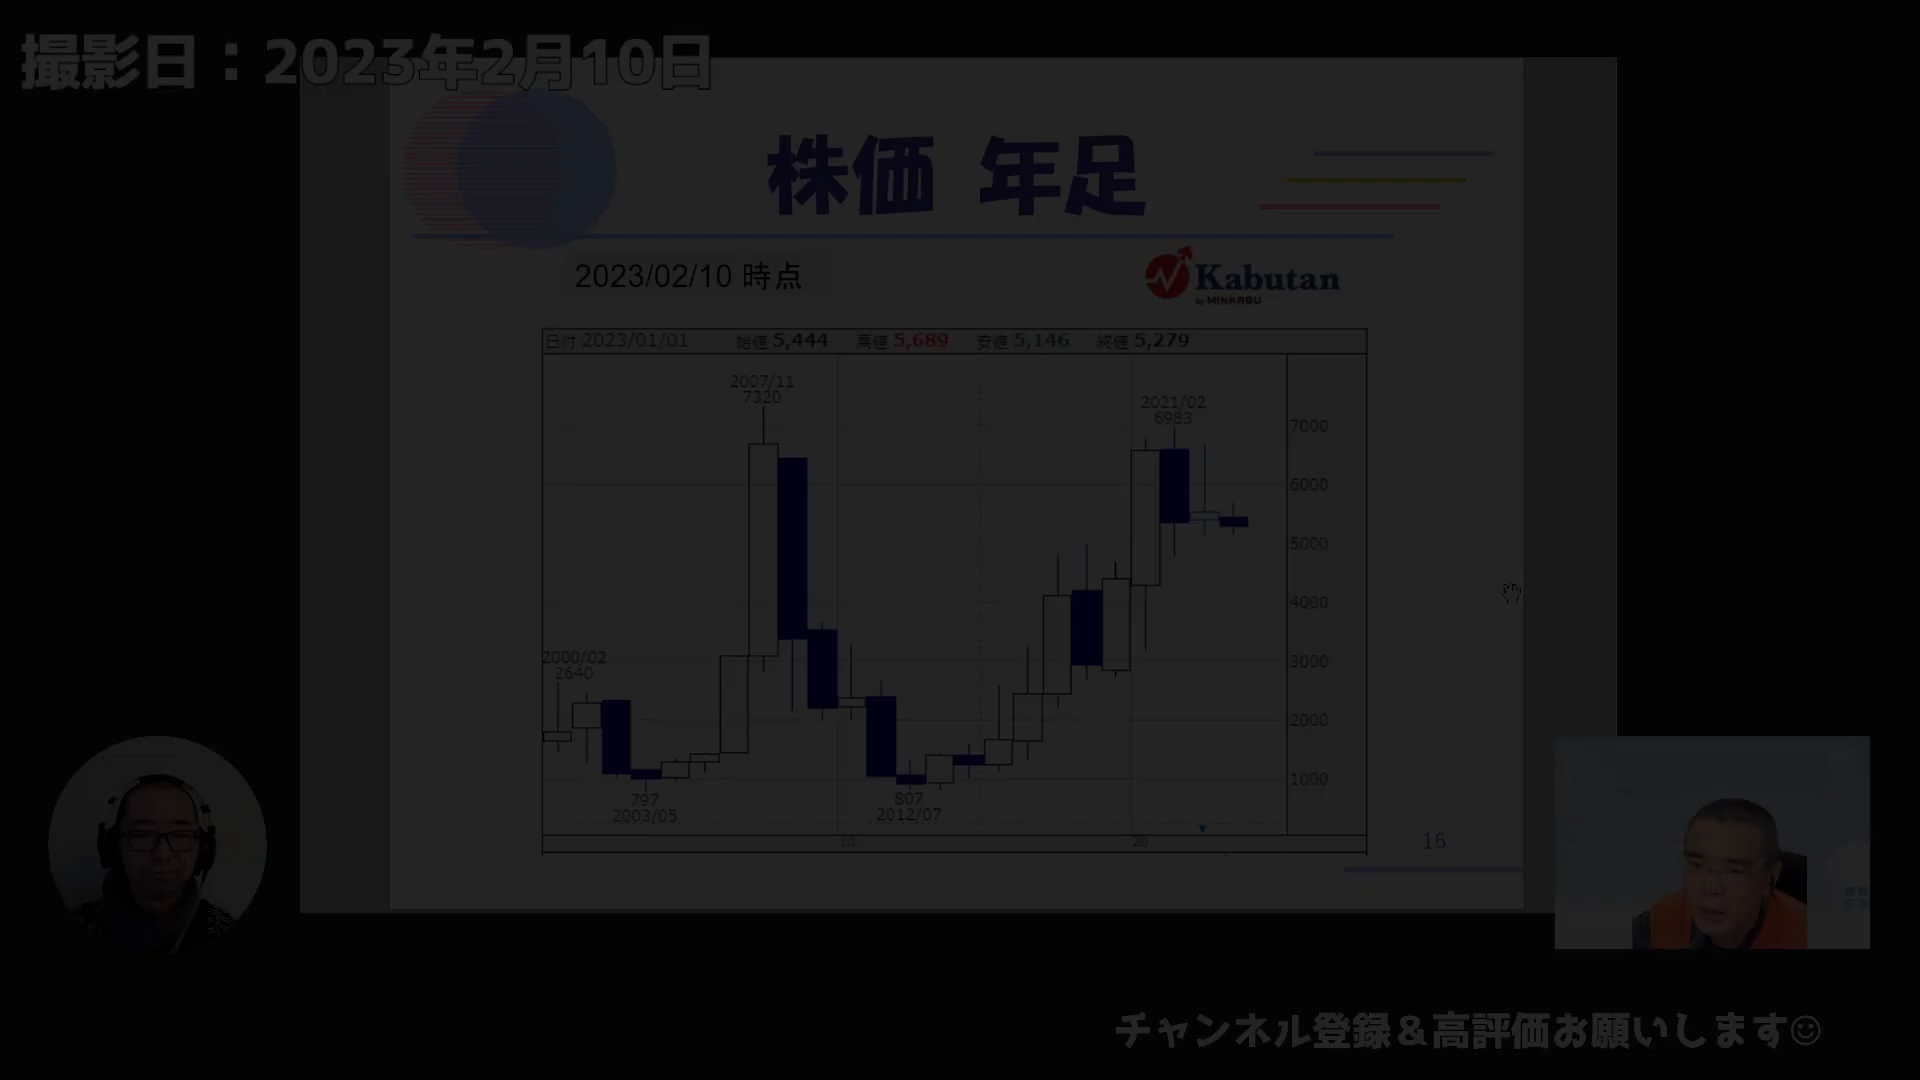 撮影日：2023年2月10日
株価 年足
2023/02/10 時点
Kabutan
by MINKABU
日付 2023/01/01 始値 5,444 高値 5,689 安値 5,146 終値 5,279
2007/11
7320
2021/02
6983
7000
6000
5000
4000
3000
2000
1000
2000/02
2640
797
2003/05
807
2012/07
10
20
16
チャンネル登録＆高評価お願いします☺